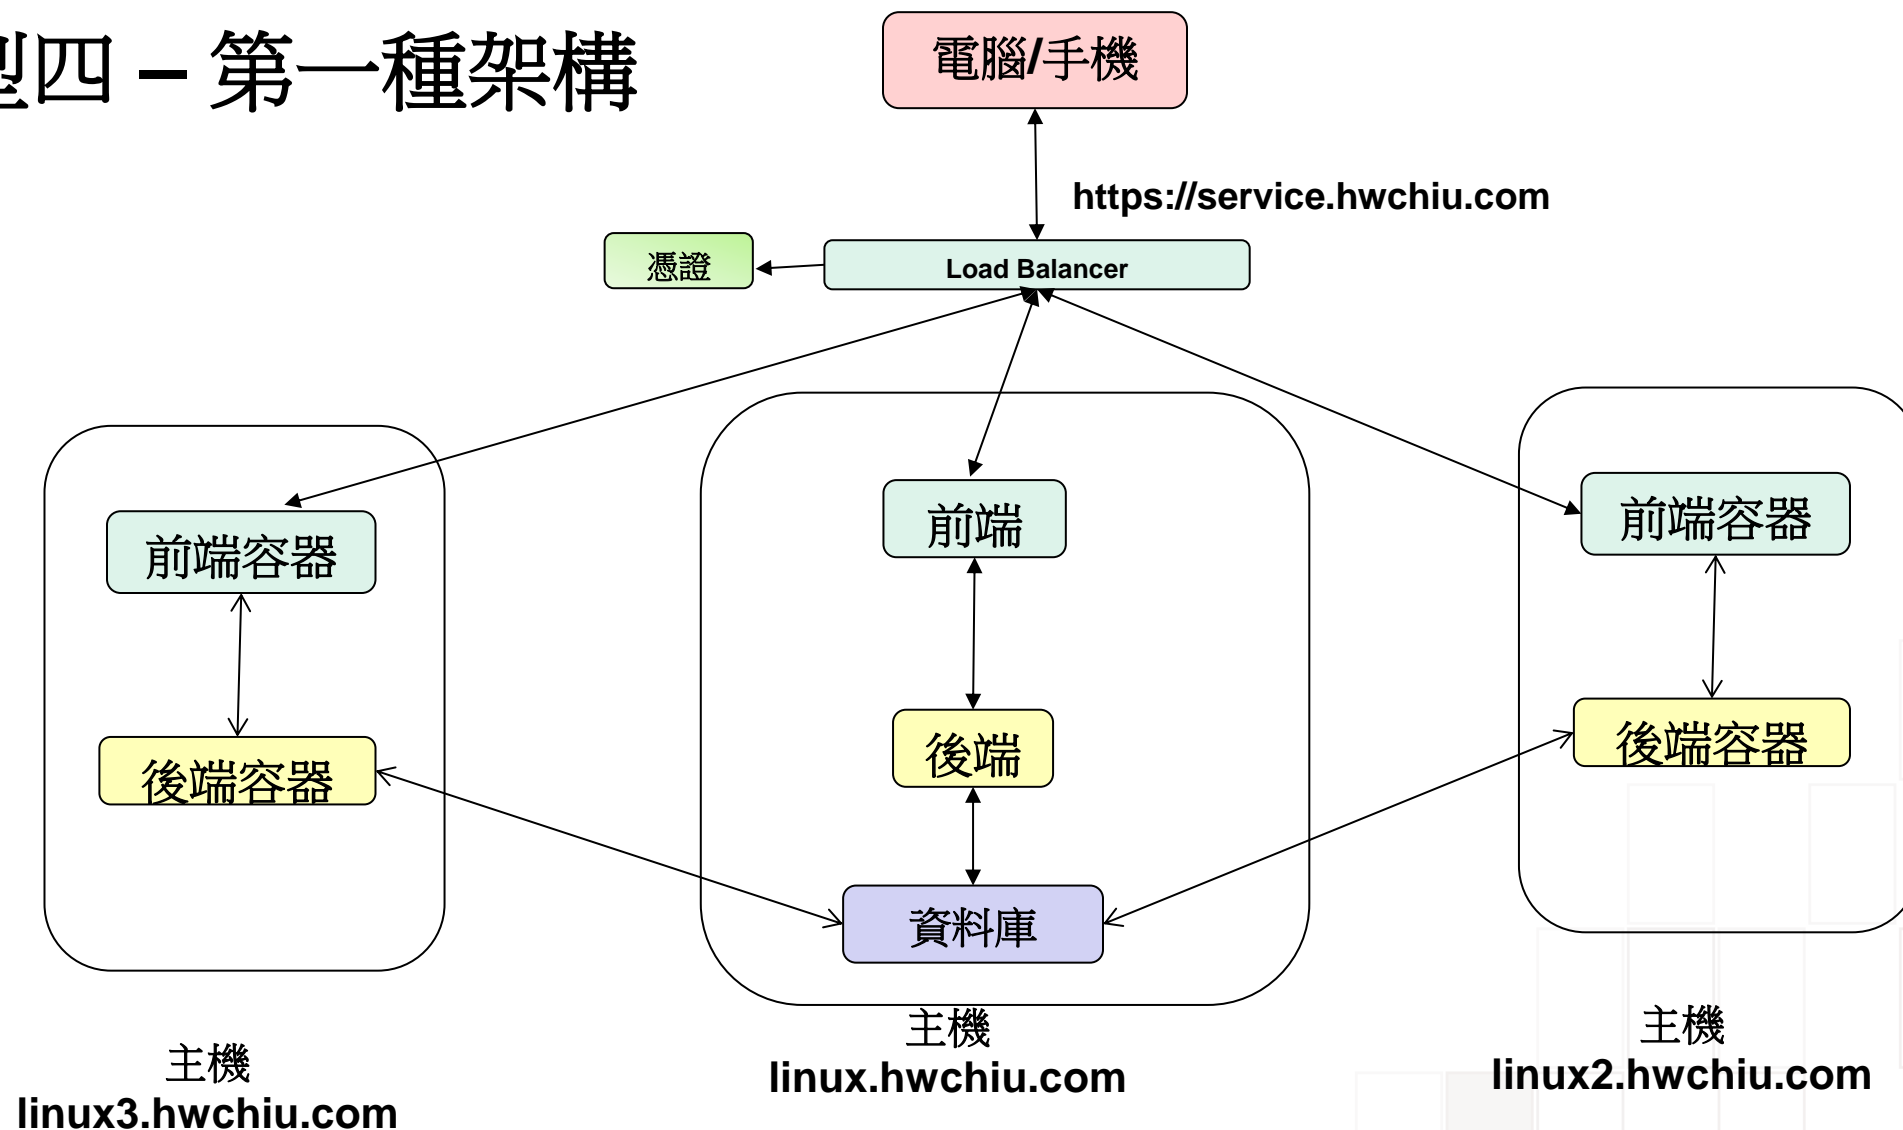 型四 – 第一種架構
電腦/手機
https://service.hwchiu.com
憑證
Load Balancer
前端容器
前端
前端容器
後端容器
後端
後端容器
資料庫
主機
linux3.hwchiu.com
主機
linux.hwchiu.com
主機
linux2.hwchiu.com